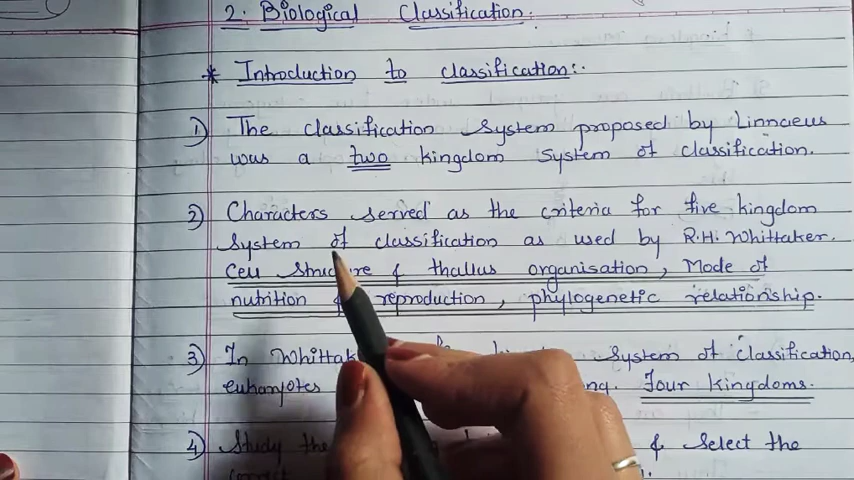 2. Biological Classification.
* Introduction to classification:.
1) The classification system proposed by Linnaeus
was a two kingdom system of classification.
2) Characters served as the criteria for five kingdom
system of classification as used by R.H. Whittaker.
Cell structure & thallus organisation, Mode of
nutrition & reproduction, phylogenetic relationship.
3) In system of classification,
eukaryotes Four kingdoms.
4) Study the & select the